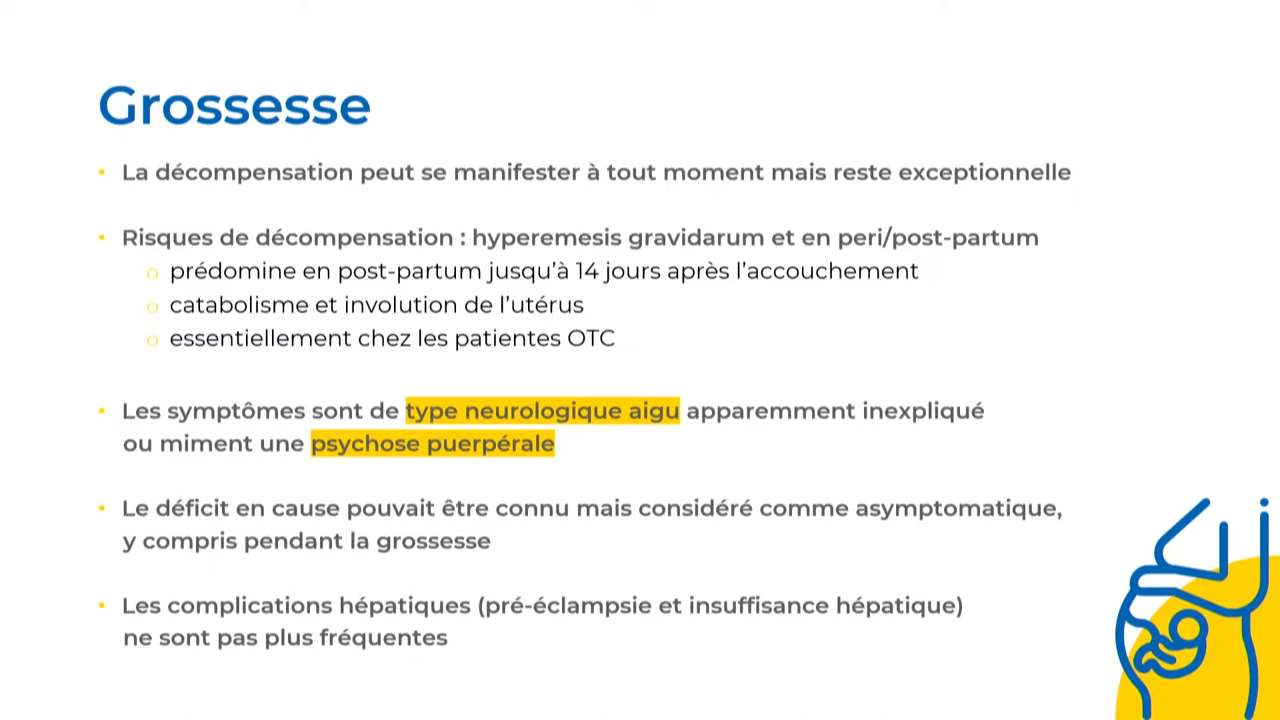 Grossesse
La décompensation peut se manifester à tout moment mais reste exceptionnelle
Risques de décompensation : hyperemesis gravidarum et en peri/post-partum
prédomine en post-partum jusqu'à 14 jours après l'accouchement
catabolisme et involution de l'utérus
essentiellement chez les patientes OTC
Les symptômes sont de type neurologique aigu apparemment inexpliqué
ou miment une psychose puerpérale
Le déficit en cause pouvait être connu mais considéré comme asymptomatique,
y compris pendant la grossesse
Les complications hépatiques (pré-éclampsie et insuffisance hépatique)
ne sont pas plus fréquentes